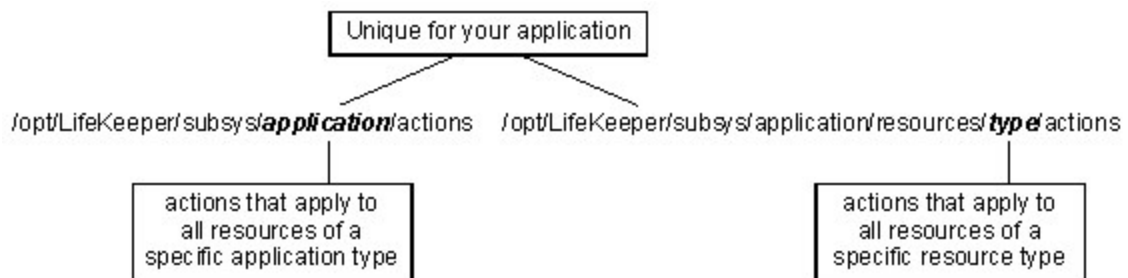 Unique for your application
/opt/LifeKeeper/subsys/application/actions /opt/LifeKeeper/subsys/application/resources/type/actions
actions that apply to
all resources of a
specific application type
actions that apply to
all resources of a
specific resource type